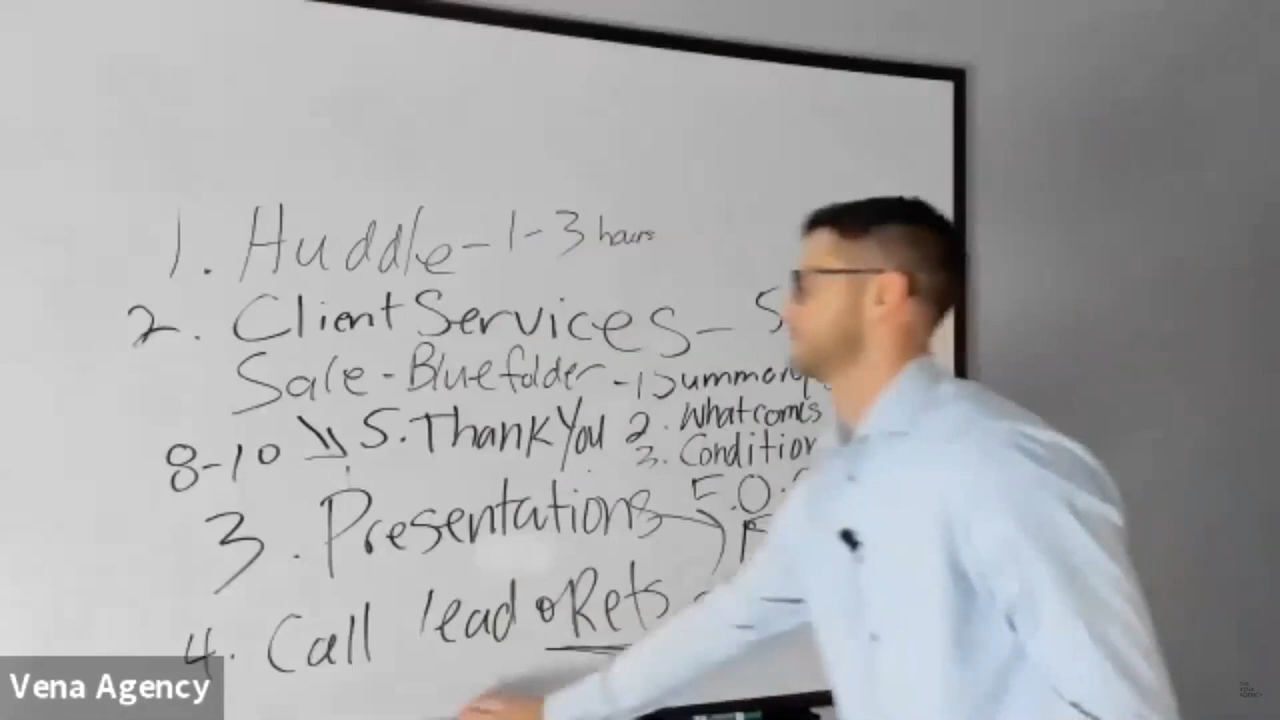 1. Huddle - 1-3 hours
2. Client Services - S
Sale - Blue folder - 1) Summary
8-10 S. Thank You 2. What comes
3. Condition
3. Presentations S.O.
4. Call lead & Refs
Vena Agency